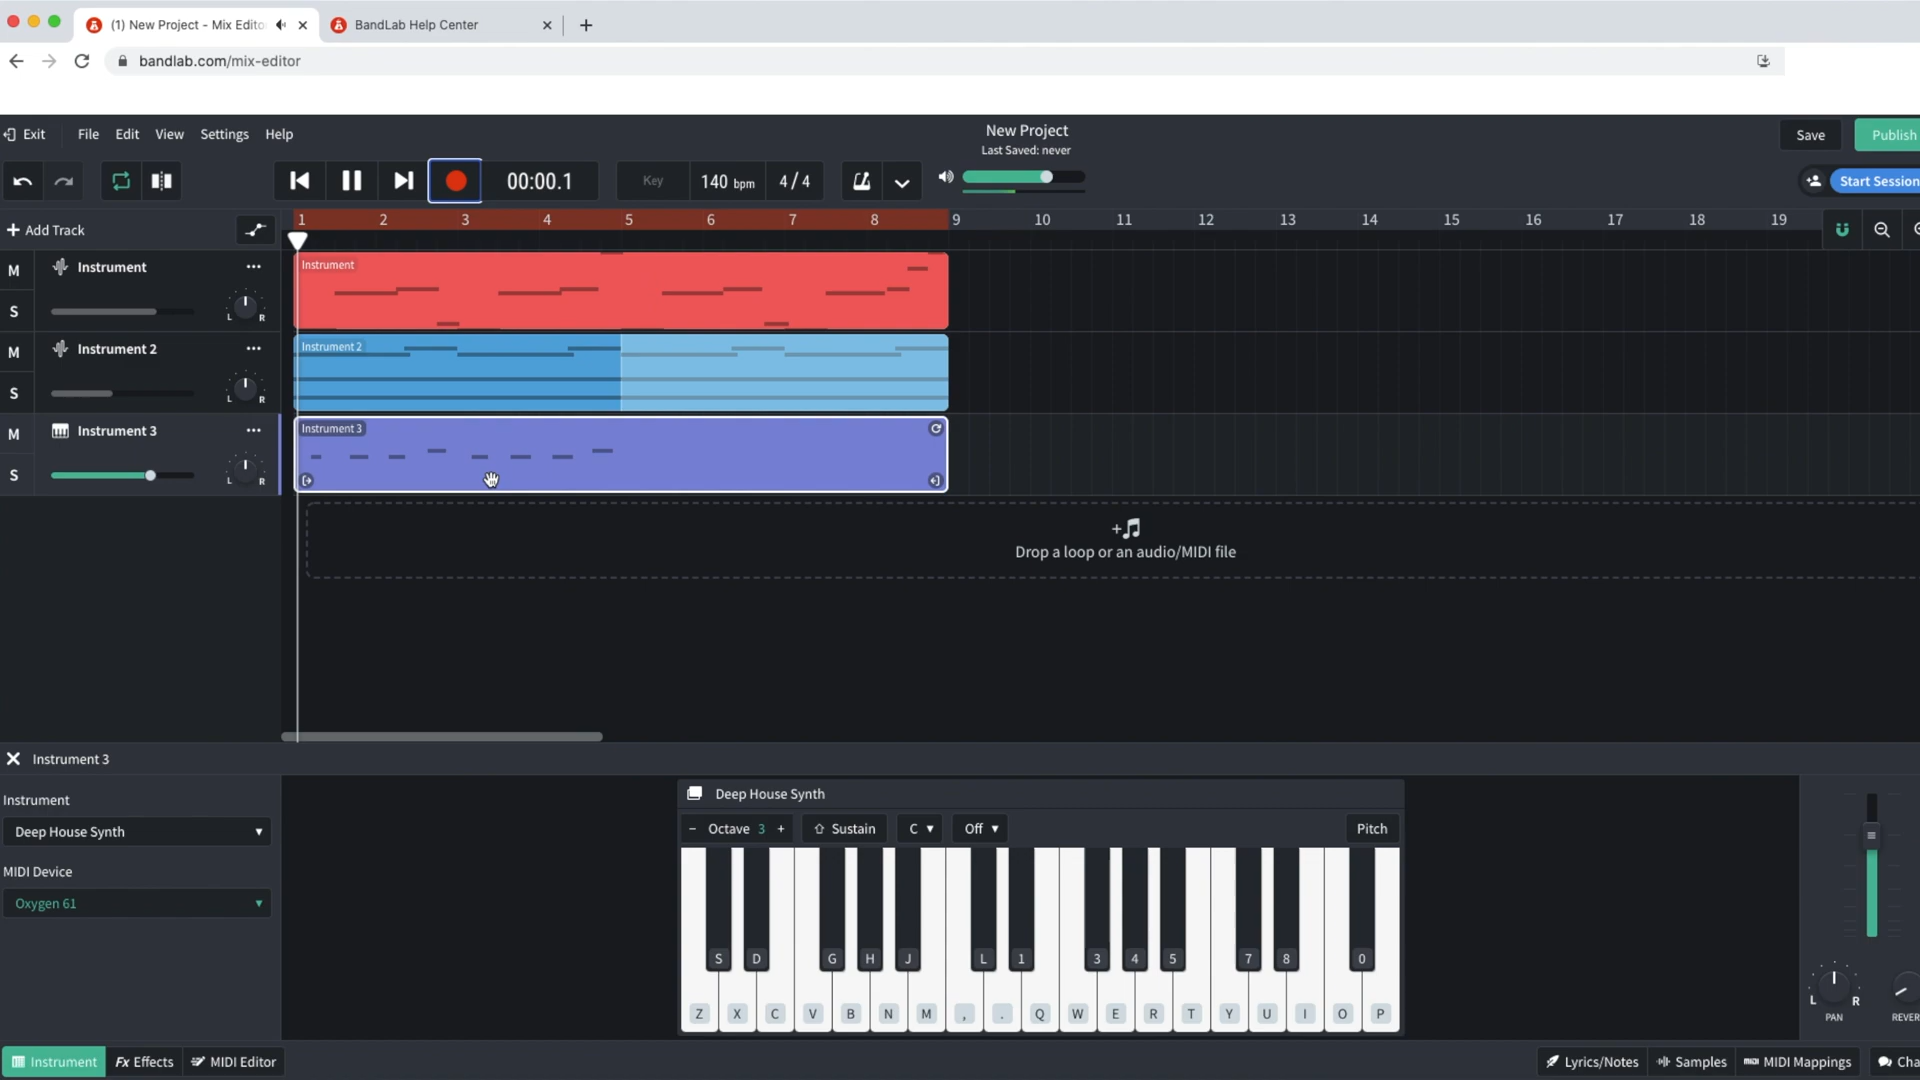 (1) New Project - Mix Edito
BandLab Help Center
bandlab.com/mix-editor
Exit File Edit View Settings Help
New Project
Last Saved: never
Save Publish
00:00.1 Key 140 bpm 4 / 4
Start Session
+ Add Track
1 2 3 4 5 6 7 8 9 10 11 12 13 14 15 16 17 18 19
M Instrument
S L R
Instrument
M Instrument 2
S L R
Instrument 2
M Instrument 3
S L R
Instrument 3
Drop a loop or an audio/MIDI file
Instrument 3
Instrument
Deep House Synth
MIDI Device
Oxygen 61
Deep House Synth
− Octave 3 + Sustain C Off Pitch
S D G H J L 1 3 4 5 7 8 0
Z X C V B N M , . Q W E R T Y U I O P
L R
PAN REVER
Instrument Fx Effects MIDI Editor
Lyrics/Notes Samples MIDI Mappings Cha